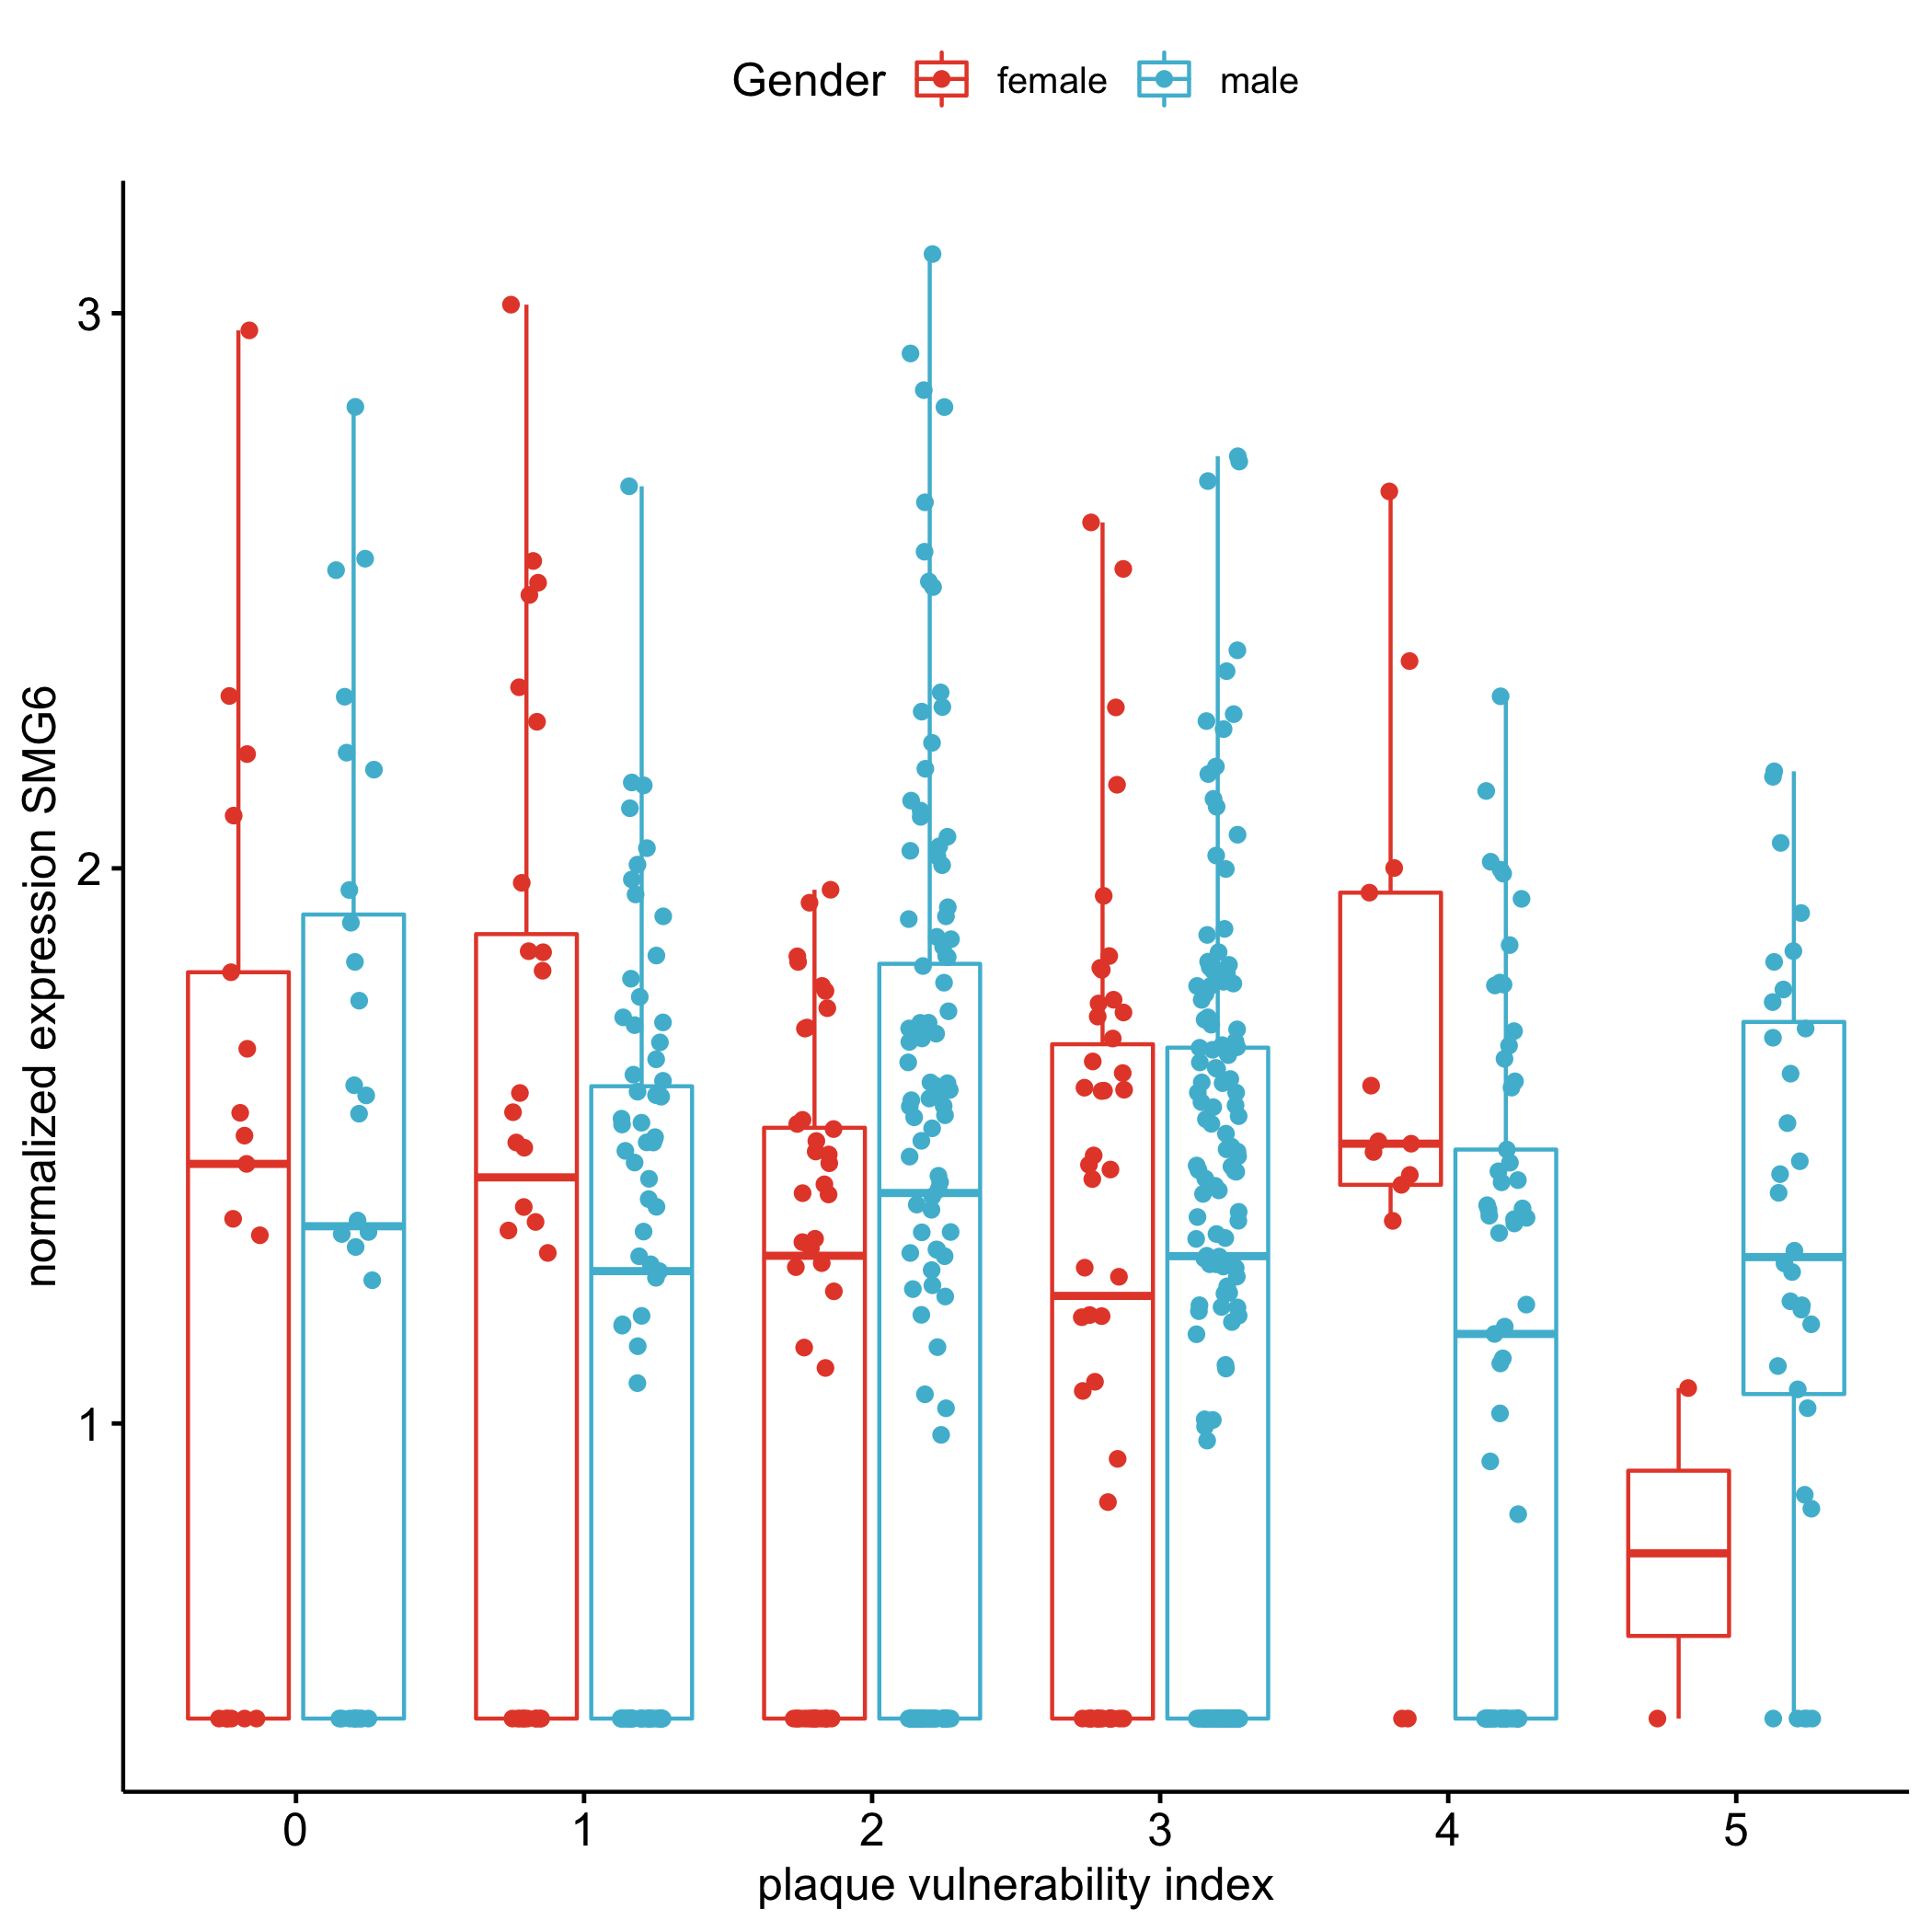 Gender female male
normalized expression SMG6
3
2
1
0 1 2 3 4 5
plaque vulnerability index